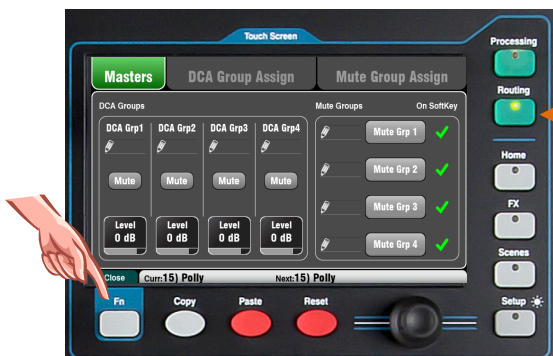 Touch Screen
Processing
Masters DCA Group Assign Mute Group Assign
Routing
DCA Groups Mute Groups On SoftKey
DCA Grp1 DCA Grp2 DCA Grp3 DCA Grp4
Mute Grp 1
Home
Mute Mute Mute Mute
Mute Grp 2
FX
Mute Grp 3
Level Level Level Level
0 dB 0 dB 0 dB 0 dB
Mute Grp 4
Scenes
Close Curr:15) Polly Next:15) Polly
Fn Copy Paste Reset
Setup